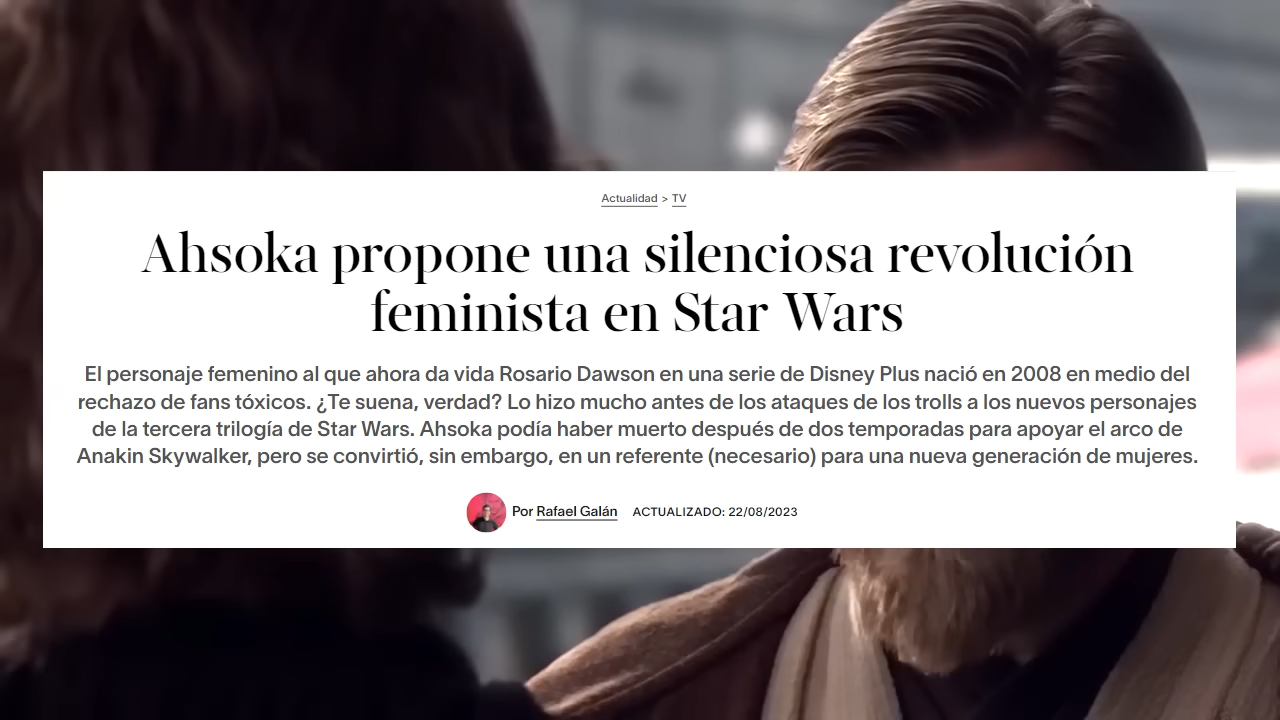 Actualidad > TV
Ahsoka propone una silenciosa revolución
feminista en Star Wars
El personaje femenino al que ahora da vida Rosario Dawson en una serie de Disney Plus nació en 2008 en medio del
rechazo de fans tóxicos. ¿Te suena, verdad? Lo hizo mucho antes de los ataques de los trolls a los nuevos personajes
de la tercera trilogía de Star Wars. Ahsoka podía haber muerto después de dos temporadas para apoyar el arco de
Anakin Skywalker, pero se convirtió, sin embargo, en un referente (necesario) para una nueva generación de mujeres.
Por Rafael Galán ACTUALIZADO: 22/08/2023